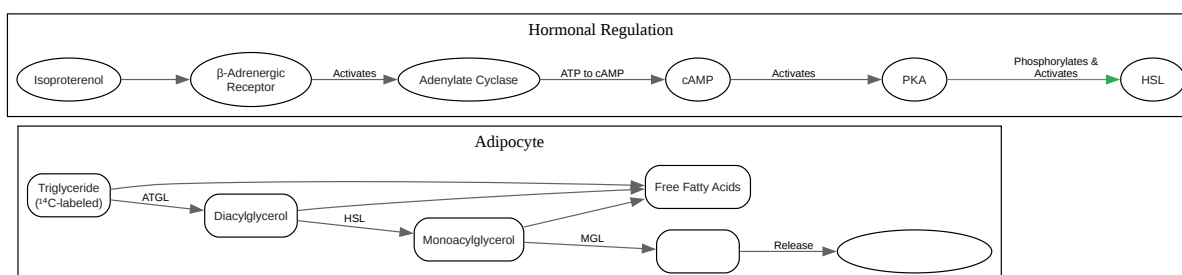 Hormonal Regulation
Isoproterenol
β-Adrenergic
Receptor
Activates
Adenylate Cyclase
ATP to cAMP
cAMP
Activates
PKA
Phosphorylates &
Activates
HSL
Adipocyte
Triglyceride
(¹⁴C-labeled)
ATGL
Diacylglycerol
HSL
Monoacylglycerol
Free Fatty Acids
MGL
Release